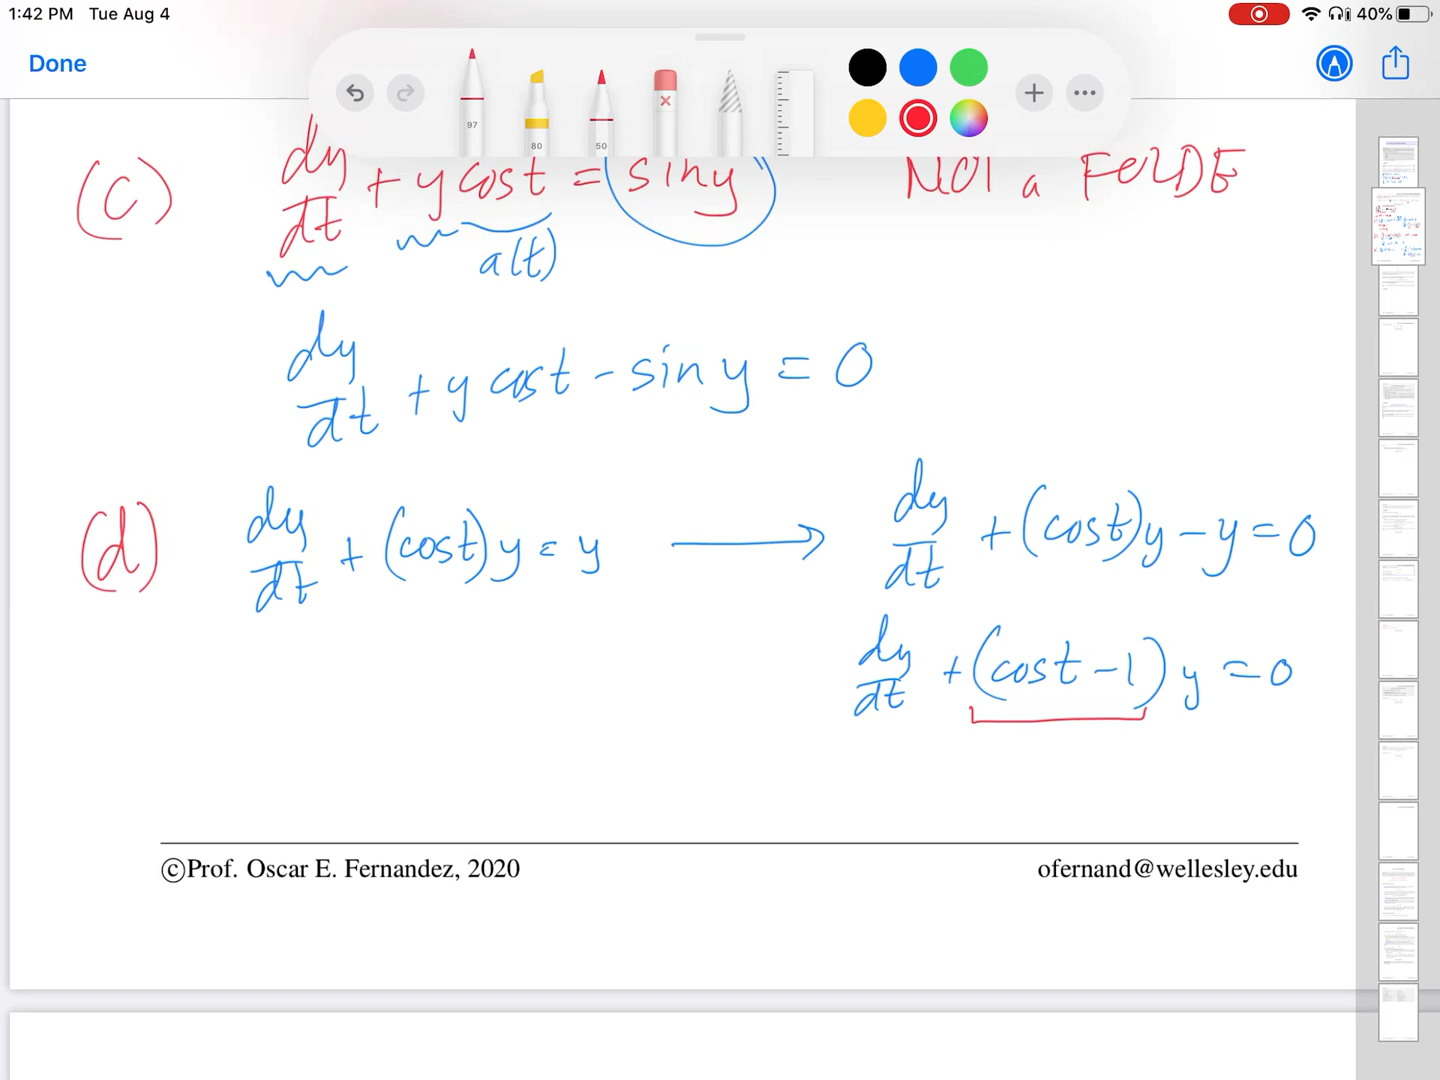 1:42 PM Tue Aug 4 40%
Done
97 80 50
(c) dy/dt + y cost = sin y NOT a FOLDE
a(t)
dy/dt + y cost - sin y = 0
(d) dy/dt + (cost)y = y → dy/dt + (cost)y - y = 0
dy/dt + (cost - 1) y = 0
©Prof. Oscar E. Fernandez, 2020 ofernand@wellesley.edu